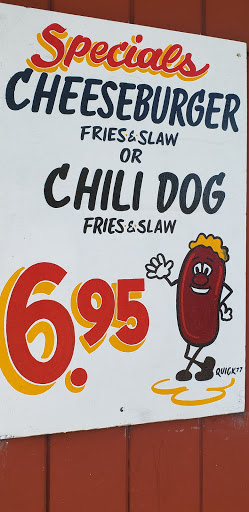 Specials
CHEESEBURGER
FRIES & SLAW
OR
CHILI DOG
FRIES & SLAW
6.95